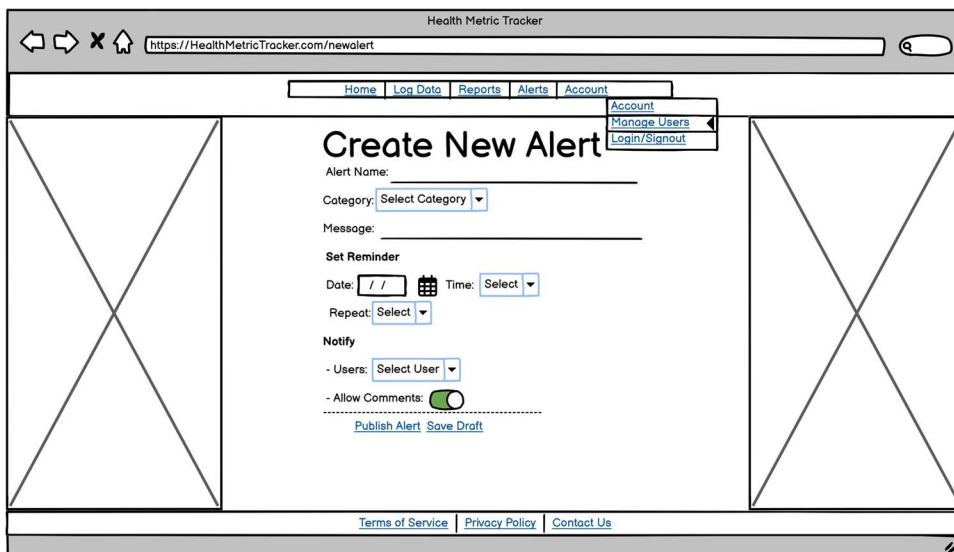 Health Metric Tracker
https://HealthMetricTracker.com/newalert
Home Log Data Reports Alerts Account
Account
Manage Users
Login/Signout
Create New Alert
Alert Name:
Category: Select Category
Message:
Set Reminder
Date: / / Time: Select
Repeat: Select
Notify
- Users: Select User
- Allow Comments:
Publish Alert Save Draft
Terms of Service Privacy Policy Contact Us